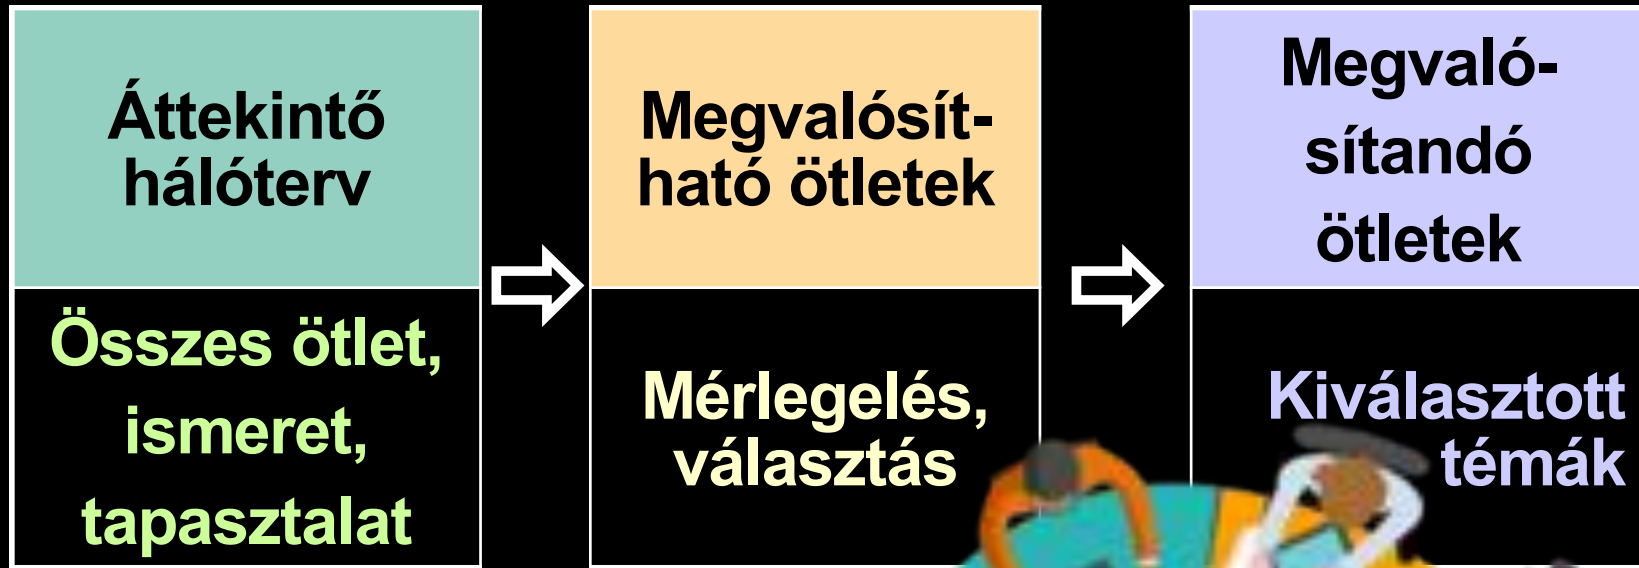 Áttekintő
hálóterv
Összes ötlet,
ismeret,
tapasztalat
Megvalósít-
ható ötletek
Mérlegelés,
választás
Megvaló-
sítandó
ötletek
Kiválasztott
témák